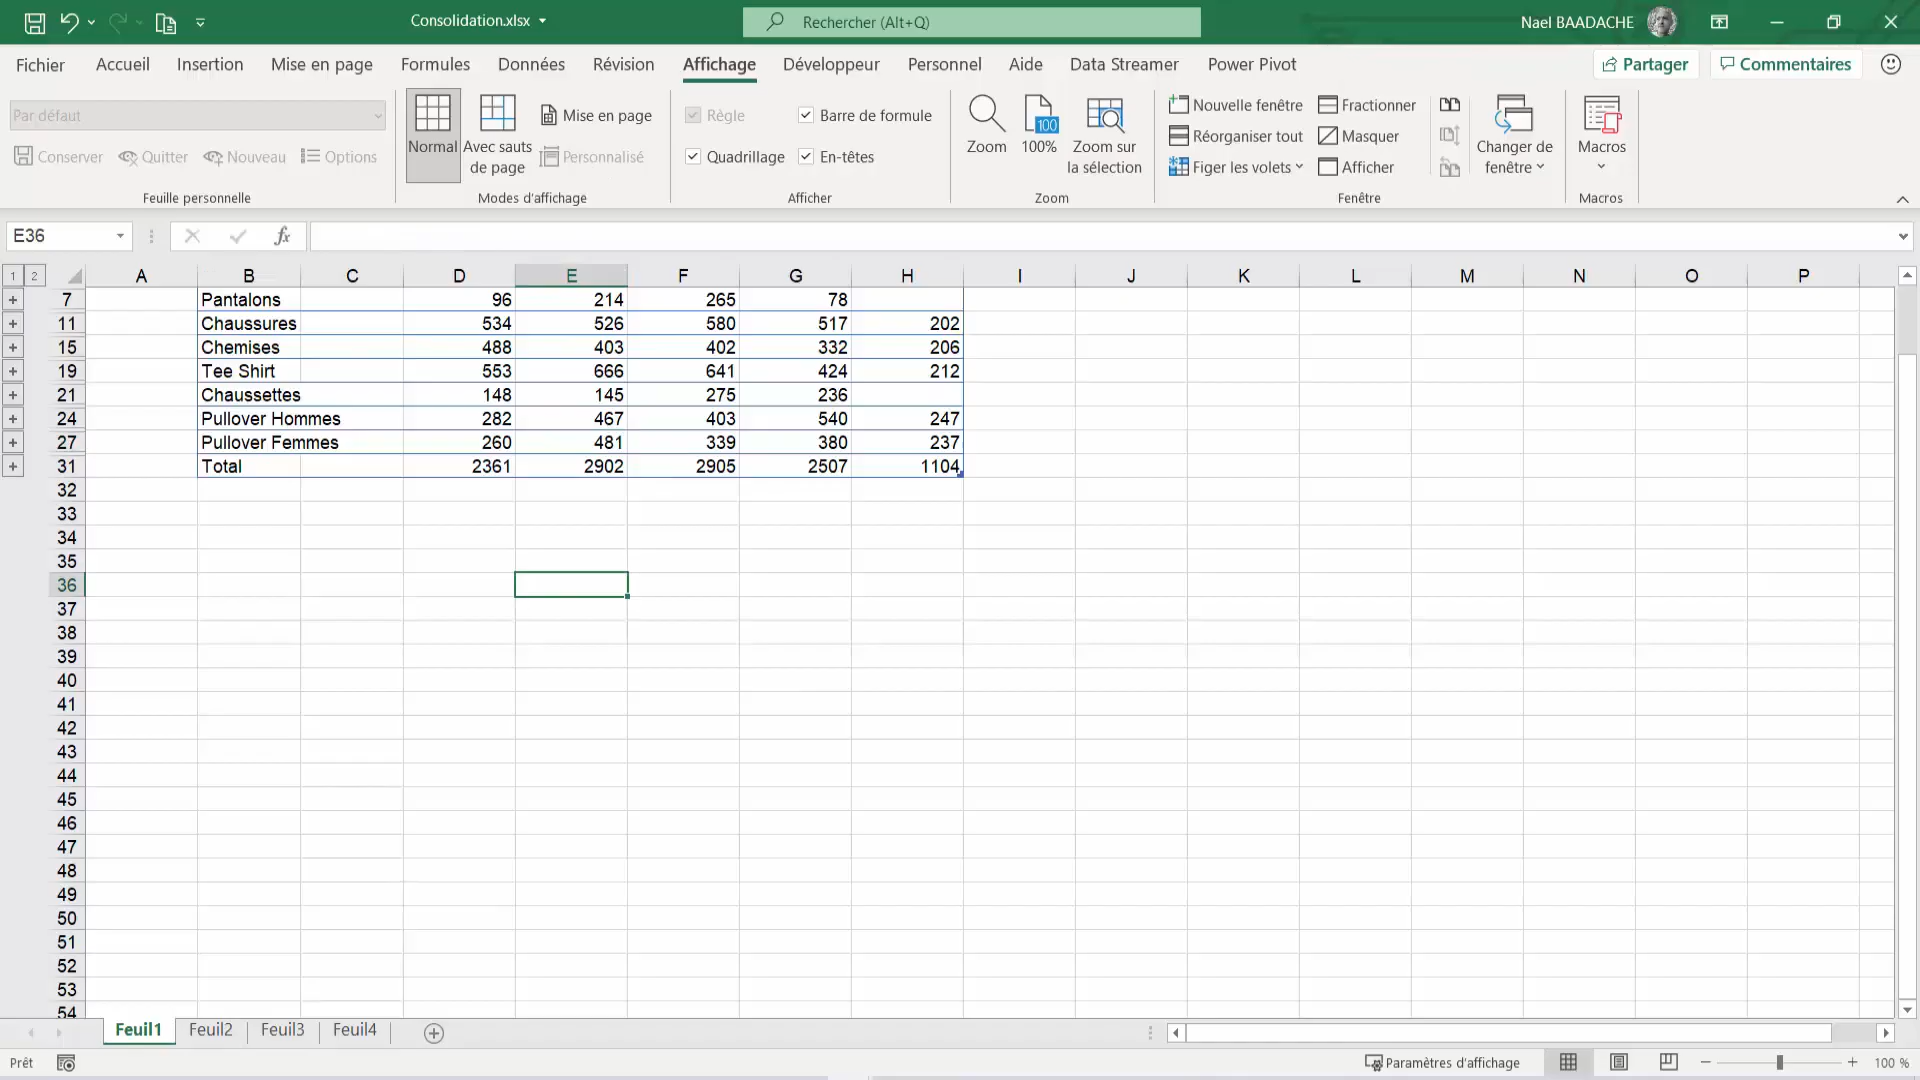 Consolidation.xlsx
Rechercher (Alt+Q)
Nael BAADACHE
Fichier Accueil Insertion Mise en page Formules Données Révision Affichage Développeur Personnel Aide Data Streamer Power Pivot Partager Commentaires
Par défaut
Conserver Quitter Nouveau Options
Feuille personnelle
Normal
Avec sauts
de page
Mise en page
Personnalisé
Modes d'affichage
Règle Barre de formule
Quadrillage En-têtes
Afficher
Zoom
100
100%
Zoom sur
la sélection
Zoom
Nouvelle fenêtre
Réorganiser tout
Figer les volets
Fractionner
Masquer
Afficher
Changer de
fenêtre
Fenêtre
Macros
Macros
E36 fx
1 2 A B C D E F G H I J K L M N O P
7 Pantalons 96 214 265 78
11 Chaussures 534 526 580 517 202
15 Chemises 488 403 402 332 206
19 Tee Shirt 553 666 641 424 212
21 Chaussettes 148 145 275 236
24 Pullover Hommes 282 467 403 540 247
27 Pullover Femmes 260 481 339 380 237
31 Total 2361 2902 2905 2507 1104
32
33
34
35
36
37
38
39
40
41
42
43
44
45
46
47
48
49
50
51
52
53
54
Feuil1 Feuil2 Feuil3 Feuil4
Prêt Paramètres d'affichage 100 %